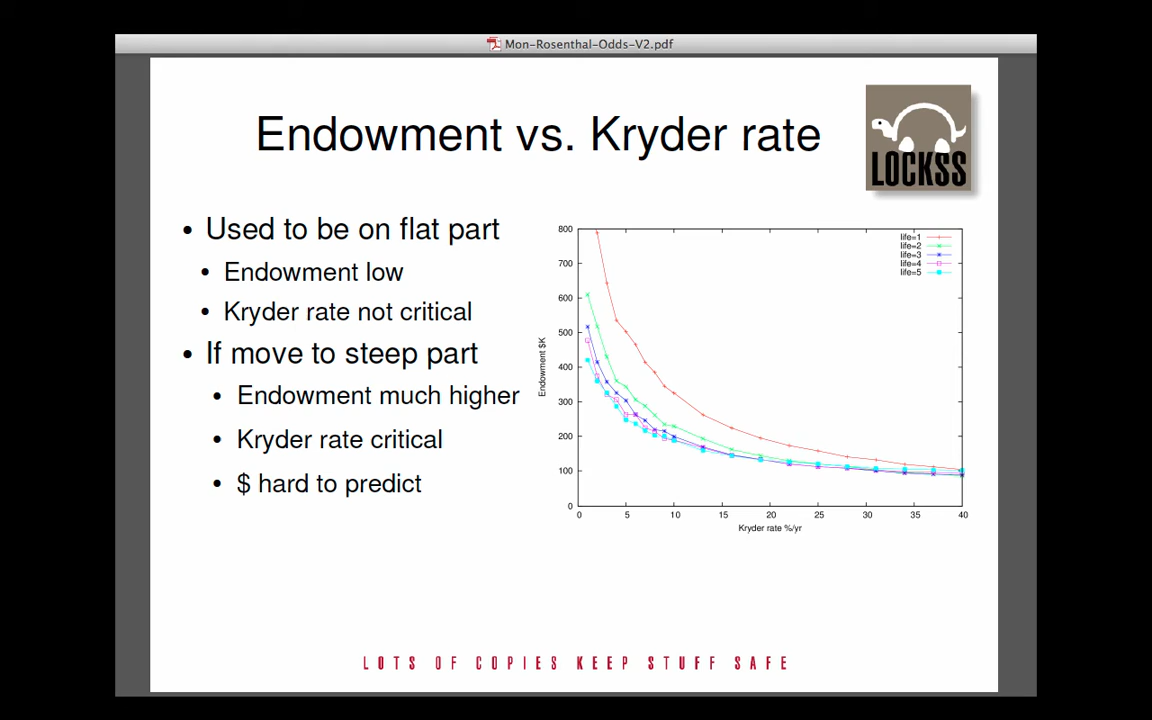 Mon-Rosenthal-Odds-V2.pdf
Endowment vs. Kryder rate
LOCKSS
• Used to be on flat part
• Endowment low
• Kryder rate not critical
• If move to steep part
• Endowment much higher
• Kryder rate critical
• $ hard to predict
800
700
600
500
400
300
200
100
0
Endowment $K
life=1
life=2
life=3
life=4
life=5
0 5 10 15 20 25 30 35 40
Kryder rate %/yr
LOTS OF COPIES KEEP STUFF SAFE